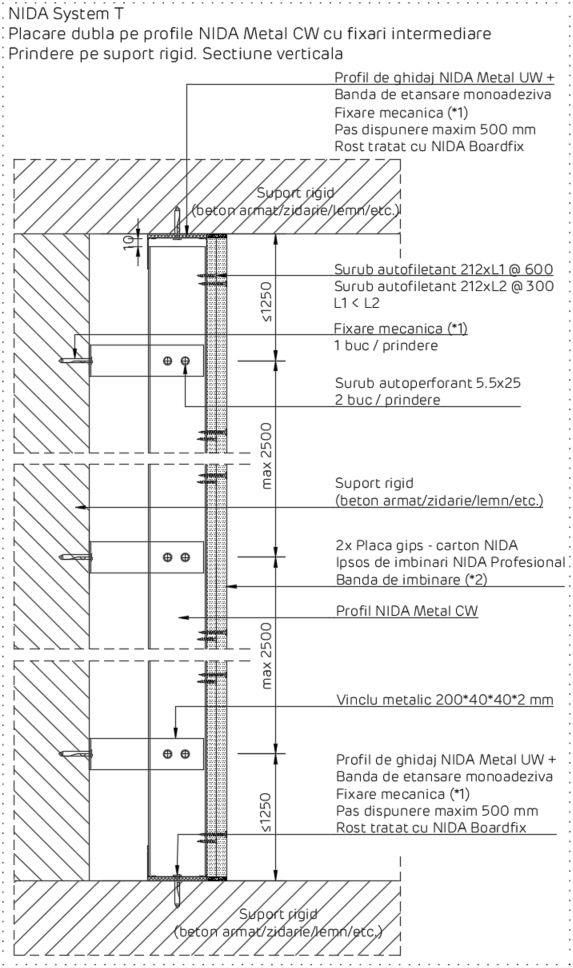 NIDA System T
Placare dubla pe profile NIDA Metal CW cu fixari intermediare
Prindere pe suport rigid. Sectiune verticala
Profil de ghidaj NIDA Metal UW +
Banda de etansare monoadeziva
Fixare mecanica (*1)
Pas dispunere maxim 500 mm
Rost tratat cu NIDA Boardfix
Suport rigid
(beton armat/zidarie/lemn/etc.)
10
≤1250
Surub autofiletant 212xL1 @ 600
Surub autofiletant 212xL2 @ 300
L1 < L2
Fixare mecanica (*1)
1 buc / prindere
Surub autoperforant 5.5x25
2 buc / prindere
max 2500
Suport rigid
(beton armat/zidarie/lemn/etc.)
2x Placa gips - carton NIDA
Ipsos de imbinari NIDA Profesional
Banda de imbinare (*2)
Profil NIDA Metal CW
max 2500
Vinclu metalic 200*40*40*2 mm
Profil de ghidaj NIDA Metal UW +
Banda de etansare monoadeziva
Fixare mecanica (*1)
Pas dispunere maxim 500 mm
Rost tratat cu NIDA Boardfix
≤1250
Suport rigid
(beton armat/zidarie/lemn/etc.)